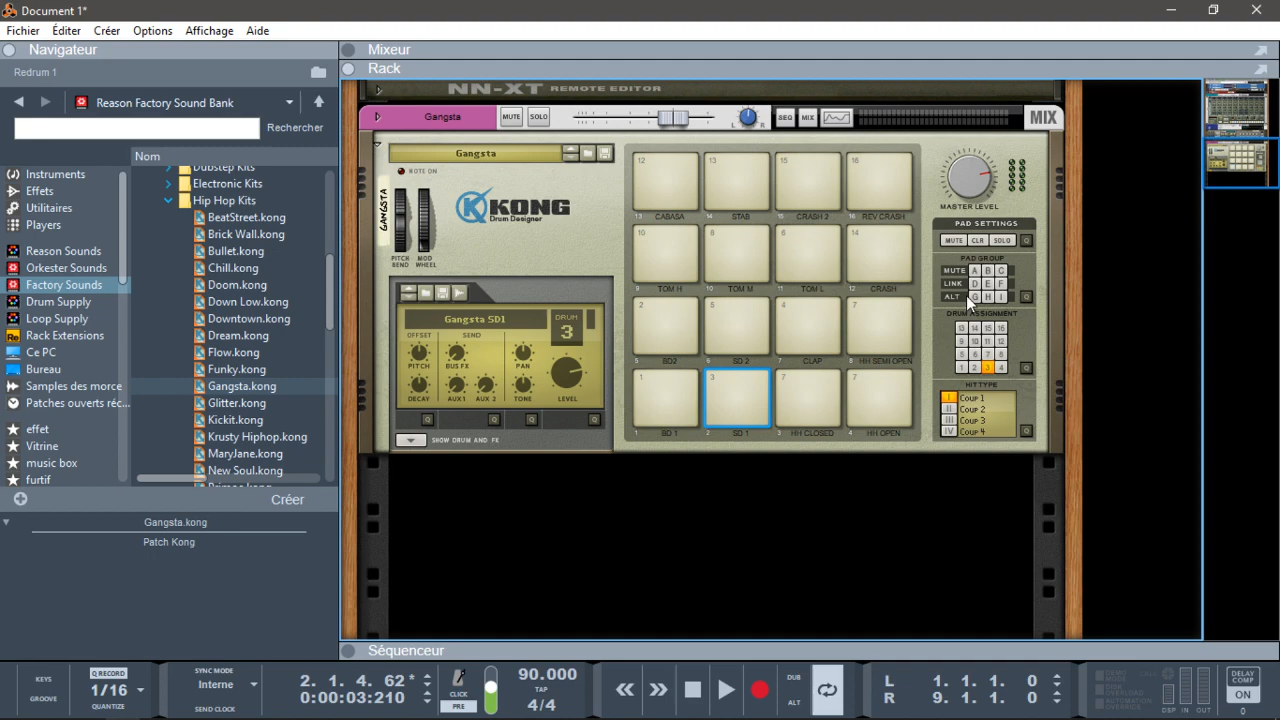 Document 1*
Fichier Éditer Créer Options Affichage Aide
Navigateur
Redrum 1
Reason Factory Sound Bank
Rechercher
Nom
Instruments
Effets
Utilitaires
Players
Reason Sounds
Orkester Sounds
Factory Sounds
Drum Supply
Loop Supply
Rack Extensions
Ce PC
Bureau
Samples des morce
Patches ouverts réc...
effet
Vitrine
music box
furtif
Dubstep Kits
Electronic Kits
Hip Hop Kits
BeatStreet.kong
Brick Wall.kong
Bullet.kong
Chill.kong
Doom.kong
Down Low.kong
Downtown.kong
Dream.kong
Flow.kong
Funky.kong
Gangsta.kong
Glitter.kong
Kickit.kong
Krusty Hiphop.kong
MaryJane.kong
New Soul.kong
Créer
Gangsta.kong
Patch Kong
Mixeur
Rack
NN-XT REMOTE EDITOR
Gangsta MUTE SOLO L R SEQ MIX MIX
Gangsta
NOTE ON
GANGSTA
KONG
Drum Designer
PITCH BEND
MOD WHEEL
Gangsta SD1
DRUM
3
OFFSET SEND
PITCH BUS FX PAN
DECAY AUX 1 AUX 2 TONE LEVEL
Q Q Q Q
SHOW DRUM AND FX
12 13 15 16
13 CABASA 14 STAB 15 CRASH 2 16 REV CRASH
10 8 6 14
9 TOM H 10 TOM M 11 TOM L 12 CRASH
2 5 4 7
5 SD2 6 SD 2 7 CLAP 8 HH SEMI OPEN
1 3 7 7
1 SD 1 2 SD 1 3 HH CLOSED 4 HH OPEN
MASTER LEVEL
PAD SETTINGS
MUTE CLR SOLO Q
PAD GROUP
MUTE A B C
LINK D E F
ALT G H I Q
DRUM ASSIGNMENT
13 14 15 16
9 10 11 12
5 6 7 8
1 2 3 4 Q
HIT TYPE
I Coup 1
II Coup 2
III Coup 3
IV Coup 4 Q
Séquenceur
KEYS
GROOVE
Q RECORD
1/16
QUANTIZE
SYNC MODE
Interne
SEND CLOCK
2. 1. 4. 62 *
0:00:03:210
CLICK
PRE
90.000
TAP
4/4
DUB
ALT
L 1. 1. 1. 0
R 9. 1. 1. 0
DEMO MODE
DISK OVERLOAD
AUTOMATION OVERRIDE
DSP IN OUT
DELAY COMP
ON
0